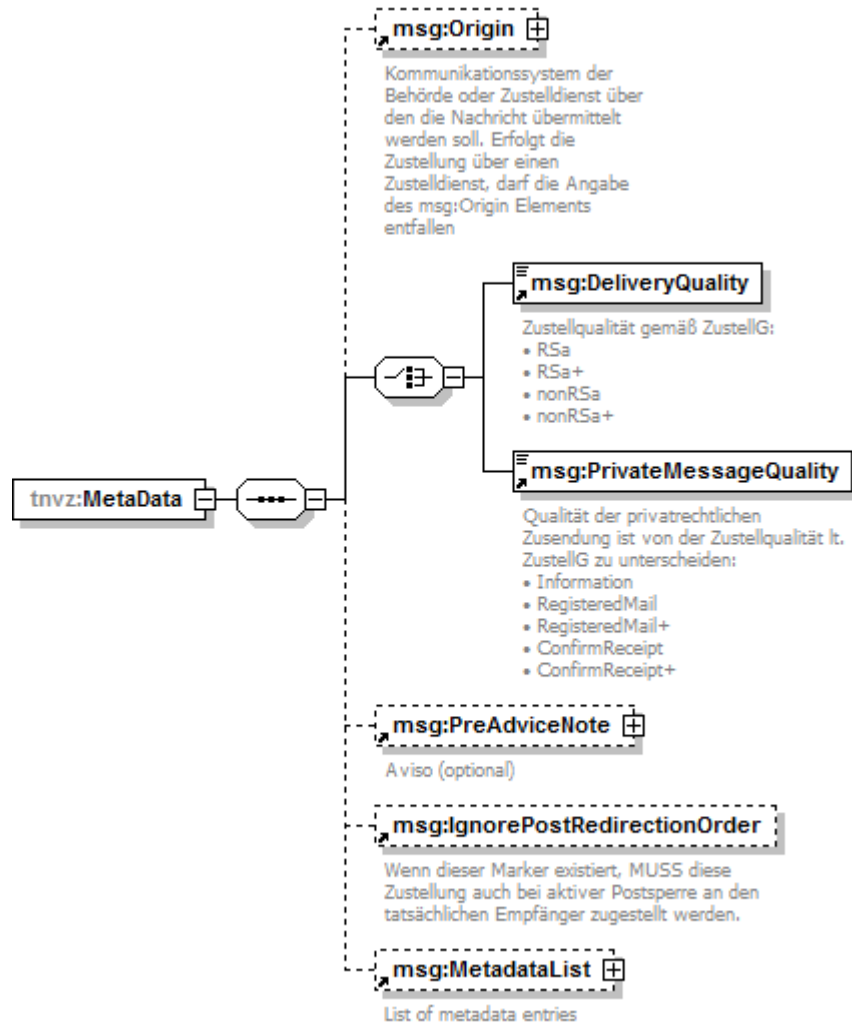 msg:Origin
Kommunikationssystem der
Behörde oder Zustelldienst über
den die Nachricht übermittelt
werden soll. Erfolgt die
Zustellung über einen
Zustelldienst, darf die Angabe
des msg:Origin Elements
entfallen
msg:DeliveryQuality
Zustellqualität gemäß ZustellG:
• RSa
• RSa+
• nonRSa
• nonRSa+
tnvz:MetaData
msg:PrivateMessageQuality
Qualität der privatrechtlichen
Zusendung ist von der Zustellqualität lt.
ZustellG zu unterscheiden:
• Information
• RegisteredMail
• RegisteredMail+
• ConfirmReceipt
• ConfirmReceipt+
msg:PreAdviceNote
Aviso (optional)
msg:IgnorePostRedirectionOrder
Wenn dieser Marker existiert, MUSS diese
Zustellung auch bei aktiver Postsperre an den
tatsächlichen Empfänger zugestellt werden.
msg:MetadataList
List of metadata entries